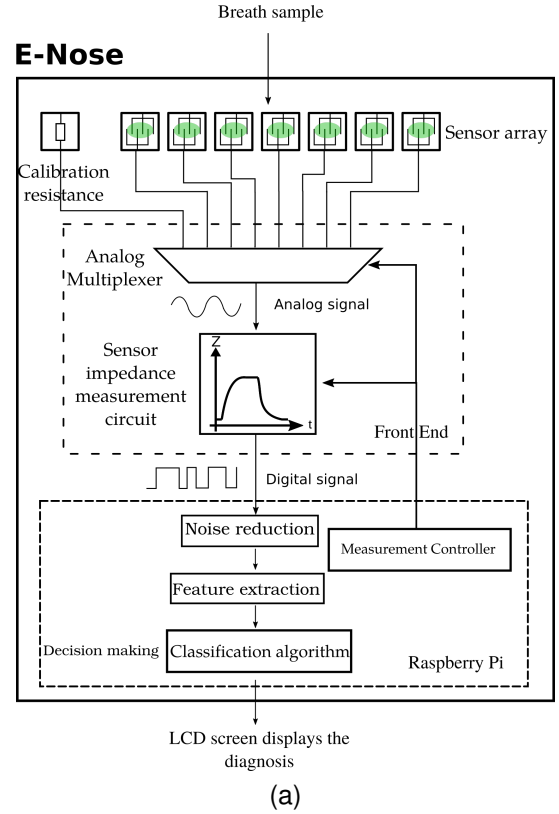 Breath sample
E-Nose
Sensor array
Calibration
resistance
Analog
Multiplexer
Analog signal
Z
t
Sensor
impedance
measurement
circuit
Front End
Digital signal
Noise reduction
Measurement Controller
Feature extraction
Decision making
Classification algorithm
Raspberry Pi
LCD screen displays the
diagnosis
(a)